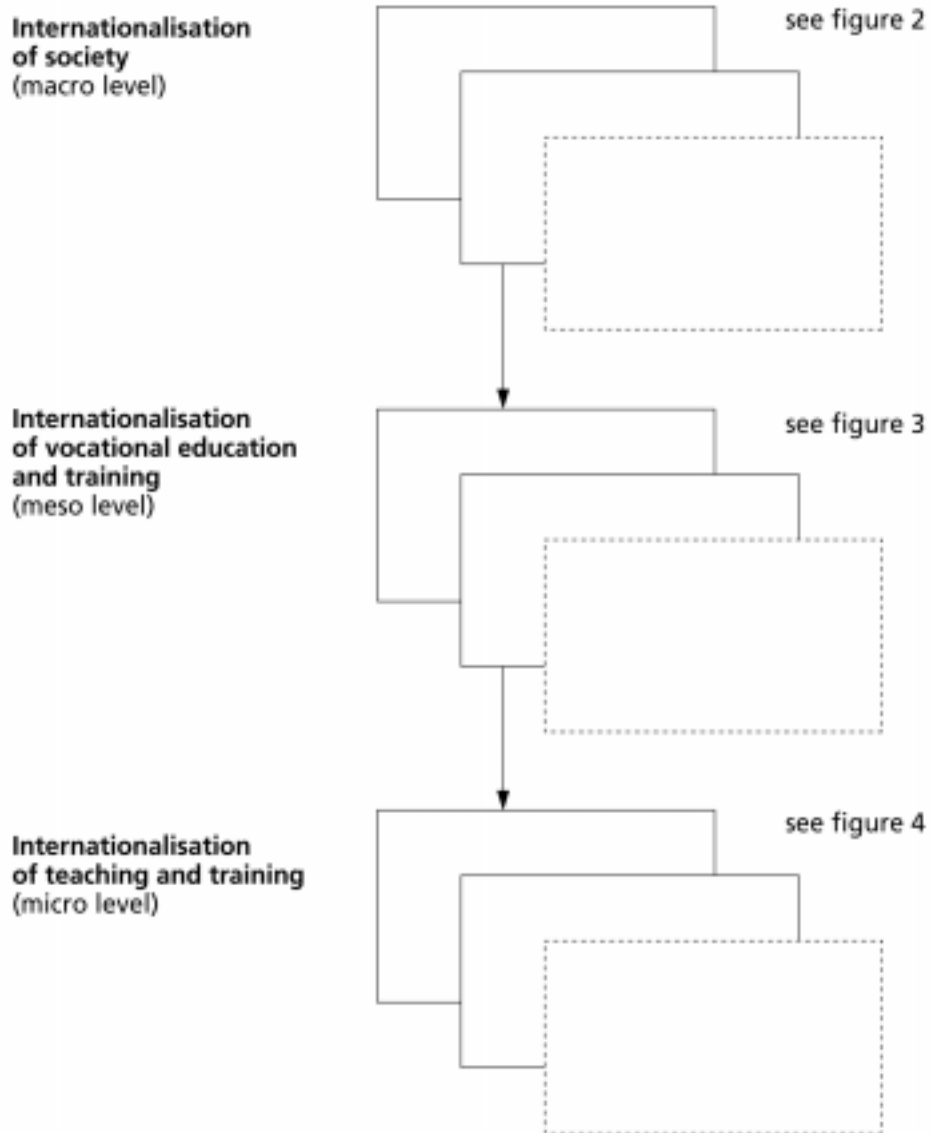 Internationalisation
of society
(macro level)
see figure 2
Internationalisation
of vocational education
and training
(meso level)
see figure 3
Internationalisation
of teaching and training
(micro level)
see figure 4